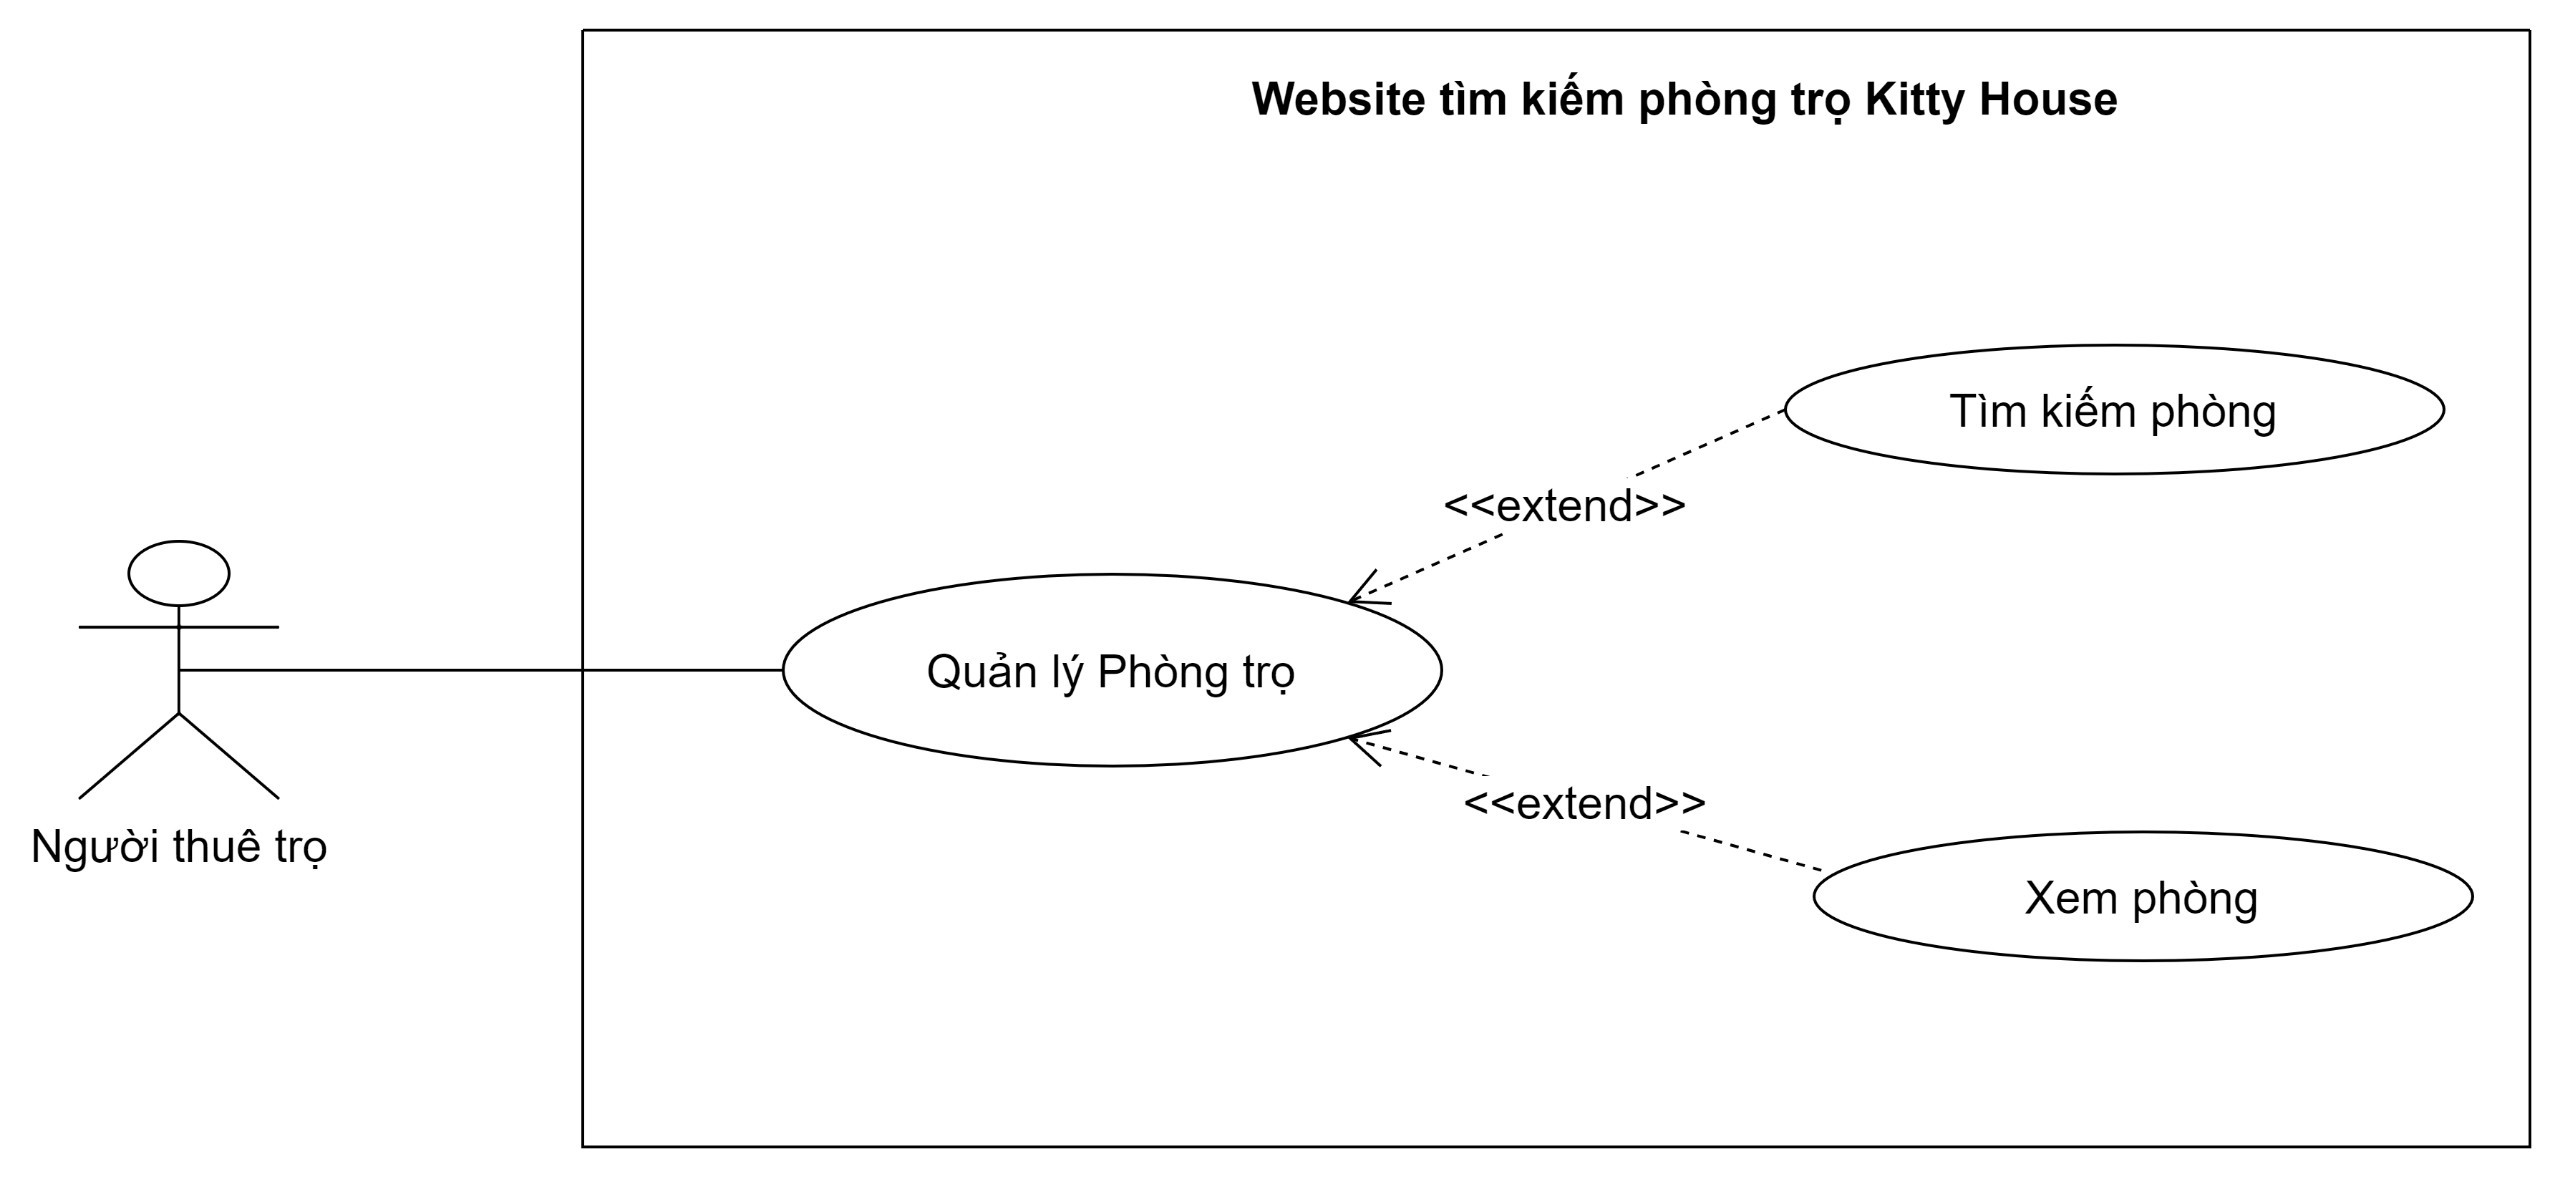 Website tìm kiếm phòng trọ Kitty House
Tìm kiếm phòng
<<extend>>
Quản lý Phòng trọ
<<extend>>
Người thuê trọ
Xem phòng